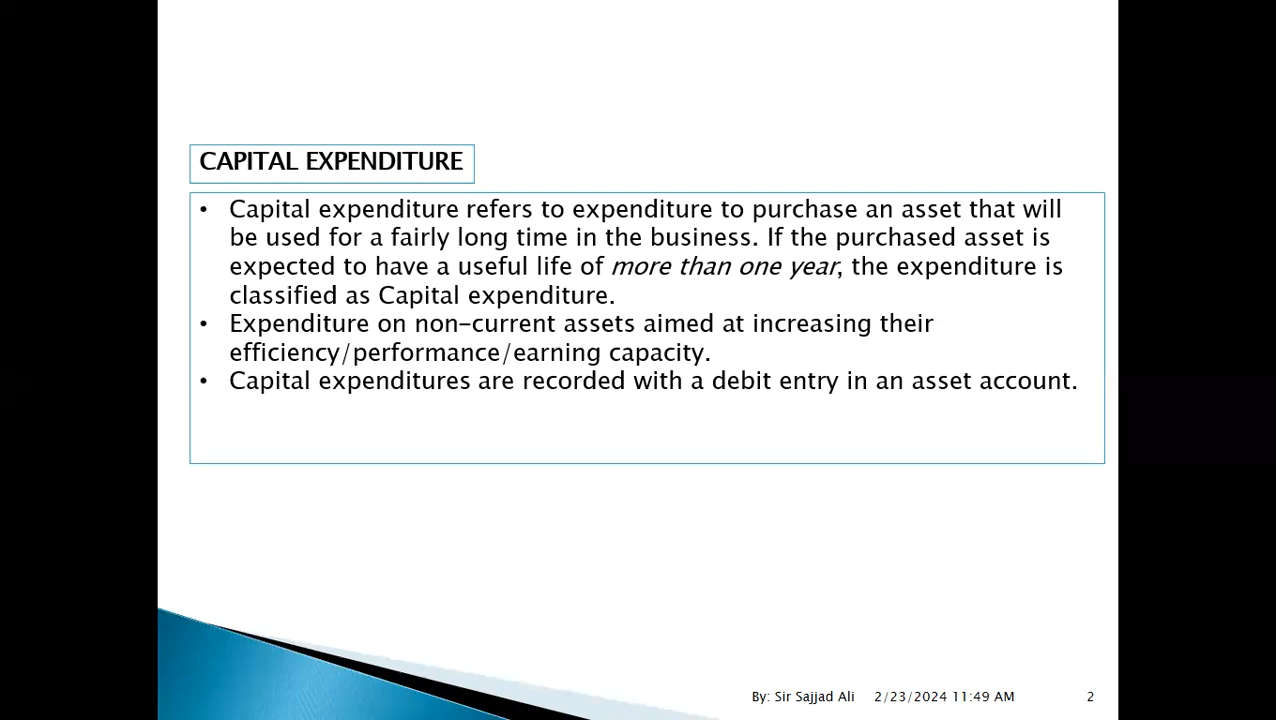 CAPITAL EXPENDITURE
• Capital expenditure refers to expenditure to purchase an asset that will
be used for a fairly long time in the business. If the purchased asset is
expected to have a useful life of more than one year, the expenditure is
classified as Capital expenditure.
• Expenditure on non-current assets aimed at increasing their
efficiency/performance/earning capacity.
• Capital expenditures are recorded with a debit entry in an asset account.
By: Sir Sajjad Ali 2/23/2024 11:49 AM 2